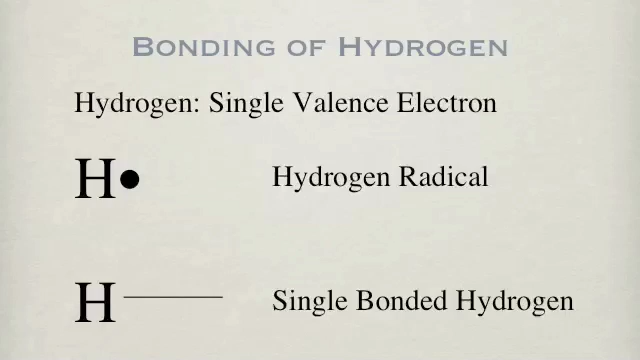 Bonding of Hydrogen
Hydrogen: Single Valence Electron
H• Hydrogen Radical
H— Single Bonded Hydrogen